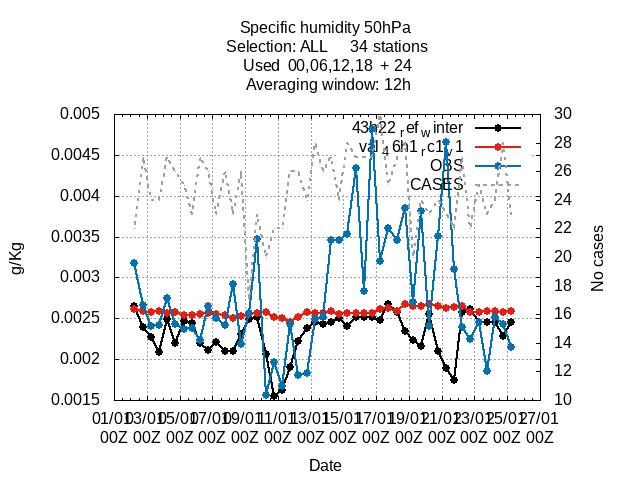 Specific humidity 50hPa
Selection: ALL 34 stations
Used 00,06,12,18 + 24
Averaging window: 12h
43h22_ref_winter
val_46h1_rc1_v1
OBS
CASES
0.005
0.0045
0.004
0.0035
0.003
0.0025
0.002
0.0015
g/Kg
30
28
26
24
22
20
18
16
14
12
10
No cases
01/01 03/01 05/01 07/01 09/01 11/01 13/01 15/01 17/01 19/01 21/01 23/01 25/01 27/01
00Z 00Z 00Z 00Z 00Z 00Z 00Z 00Z 00Z 00Z 00Z 00Z 00Z 00Z
Date